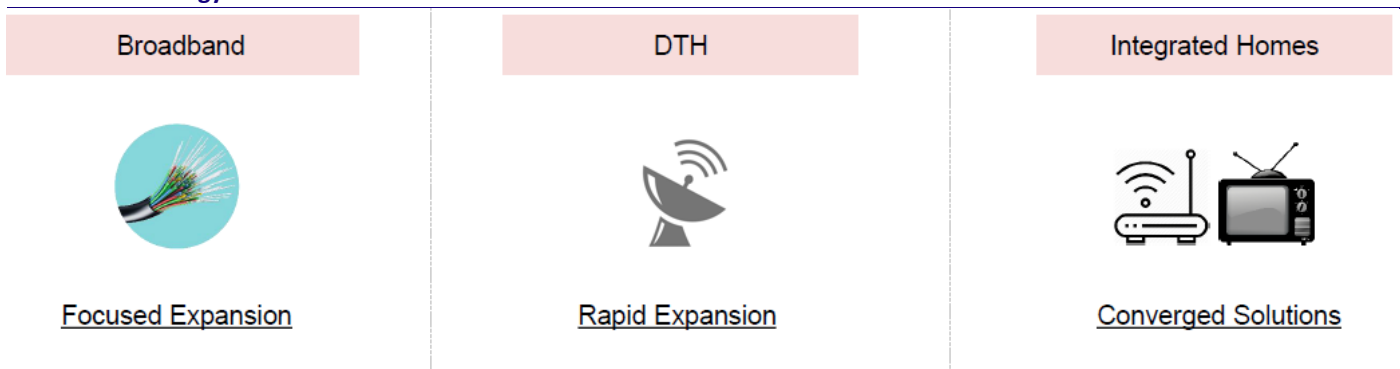 Broadband
DTH
Integrated Homes
Focused Expansion
Rapid Expansion
Converged Solutions